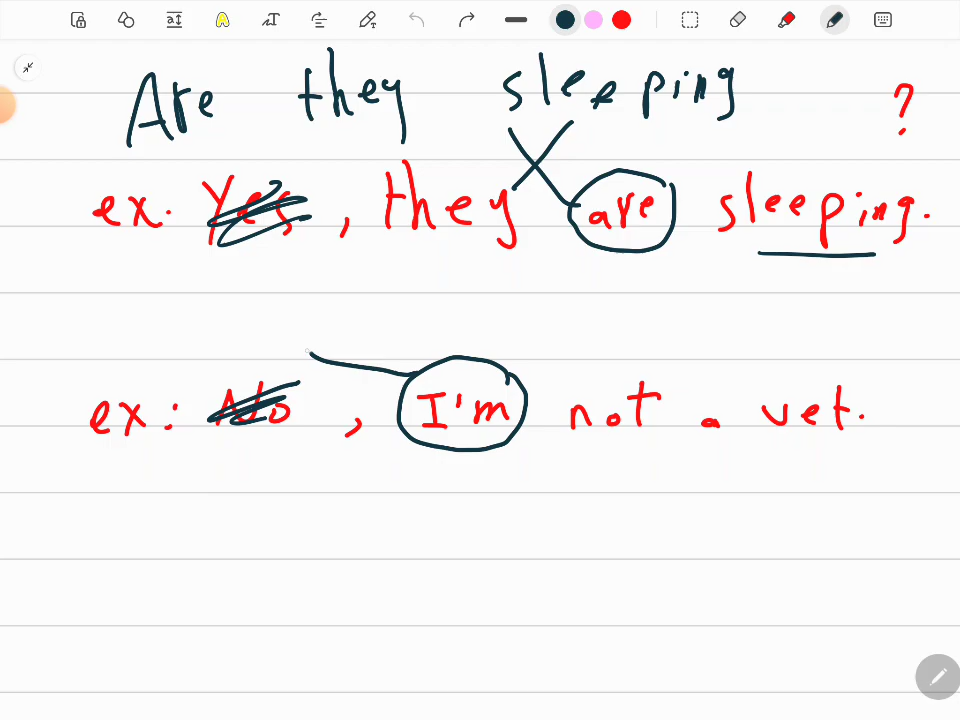 Are they sleeping ?
ex. Yes, they are sleeping.
ex: No, I'm not a vet.